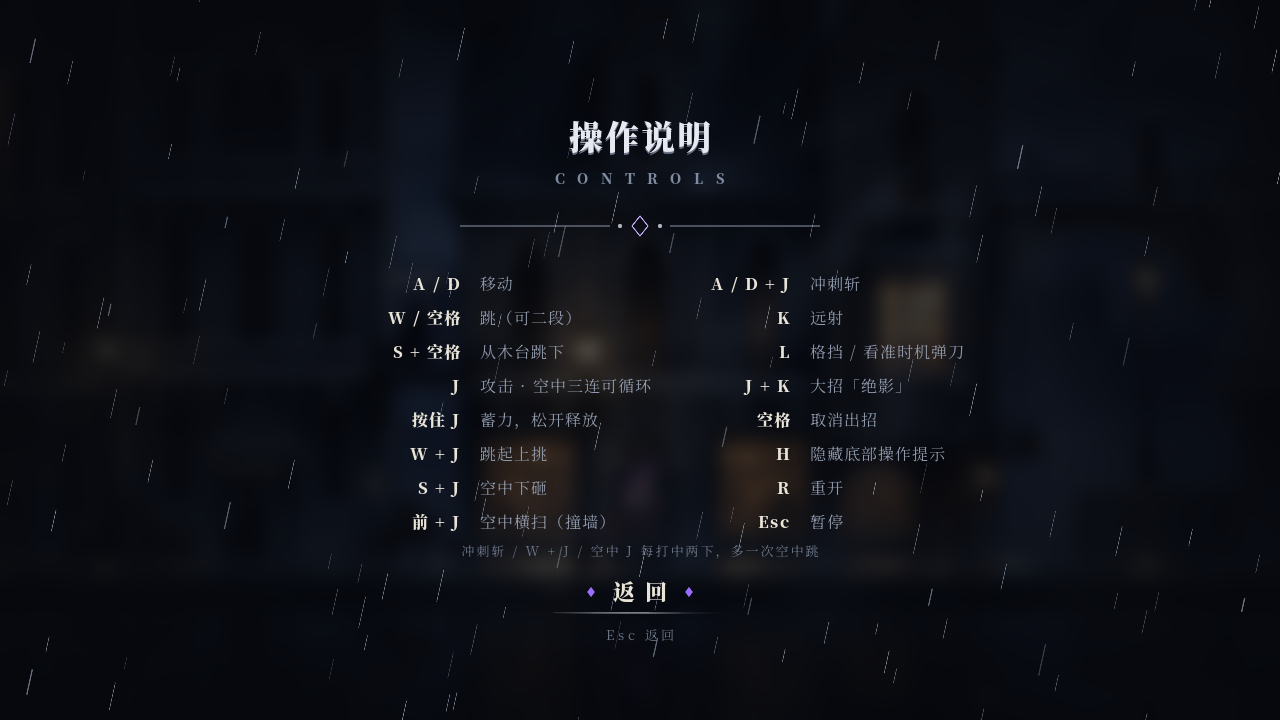 操作说明
CONTROLS
A / D 移动
W / 空格 跳（可二段）
S + 空格 从木台跳下
J 攻击 · 空中三连可循环
按住 J 蓄力，松开释放
W + J 跳起上挑
S + J 空中下砸
前 + J 空中横扫（撞墙）
A / D + J 冲刺斩
K 远射
L 格挡 / 看准时机弹刀
J + K 大招「绝影」
空格 取消出招
H 隐藏底部操作提示
R 重开
Esc 暂停
冲刺斩 / W + J / 空中 J 每打中两下，多一次空中跳
返回
Esc 返回